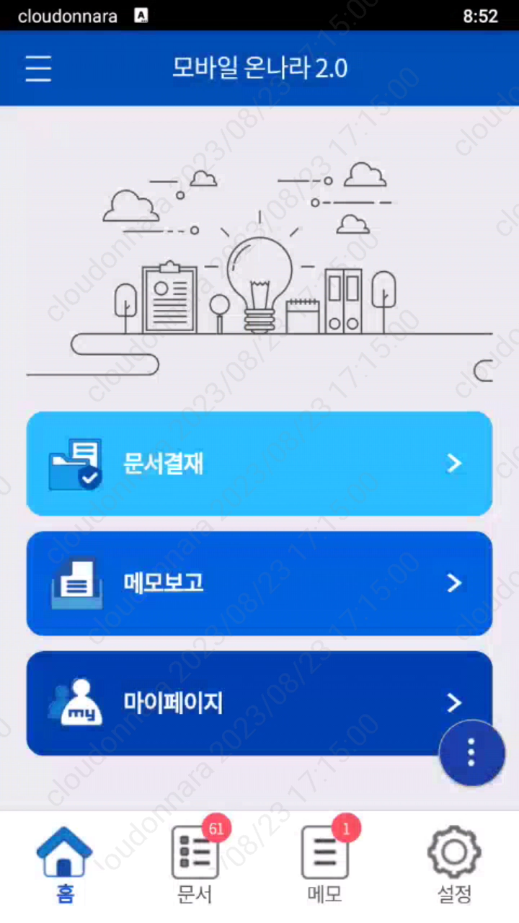 cloudonnara A 8:52
모바일 온나라 2.0
문서결재
메모보고
my 마이페이지
61 1
홈 문서 메모 설정
cloudonnara 2023/08/23 17:15:00